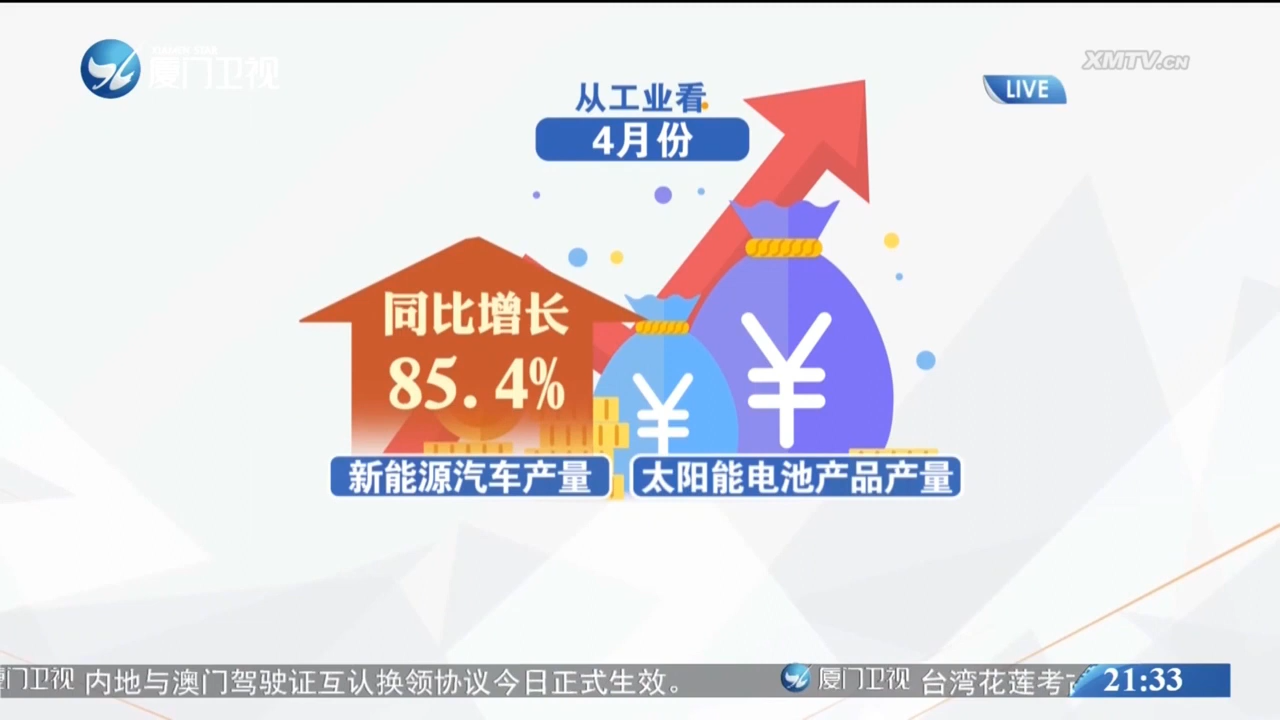 厦门卫视
XMTV.CN
LIVE
从工业看
4月份
同比增长
85.4%
¥
¥
新能源汽车产量
太阳能电池产品产量
门卫视 内地与澳门驾驶证互认换领协议今日正式生效。 厦门卫视 台湾花莲考古
21:33